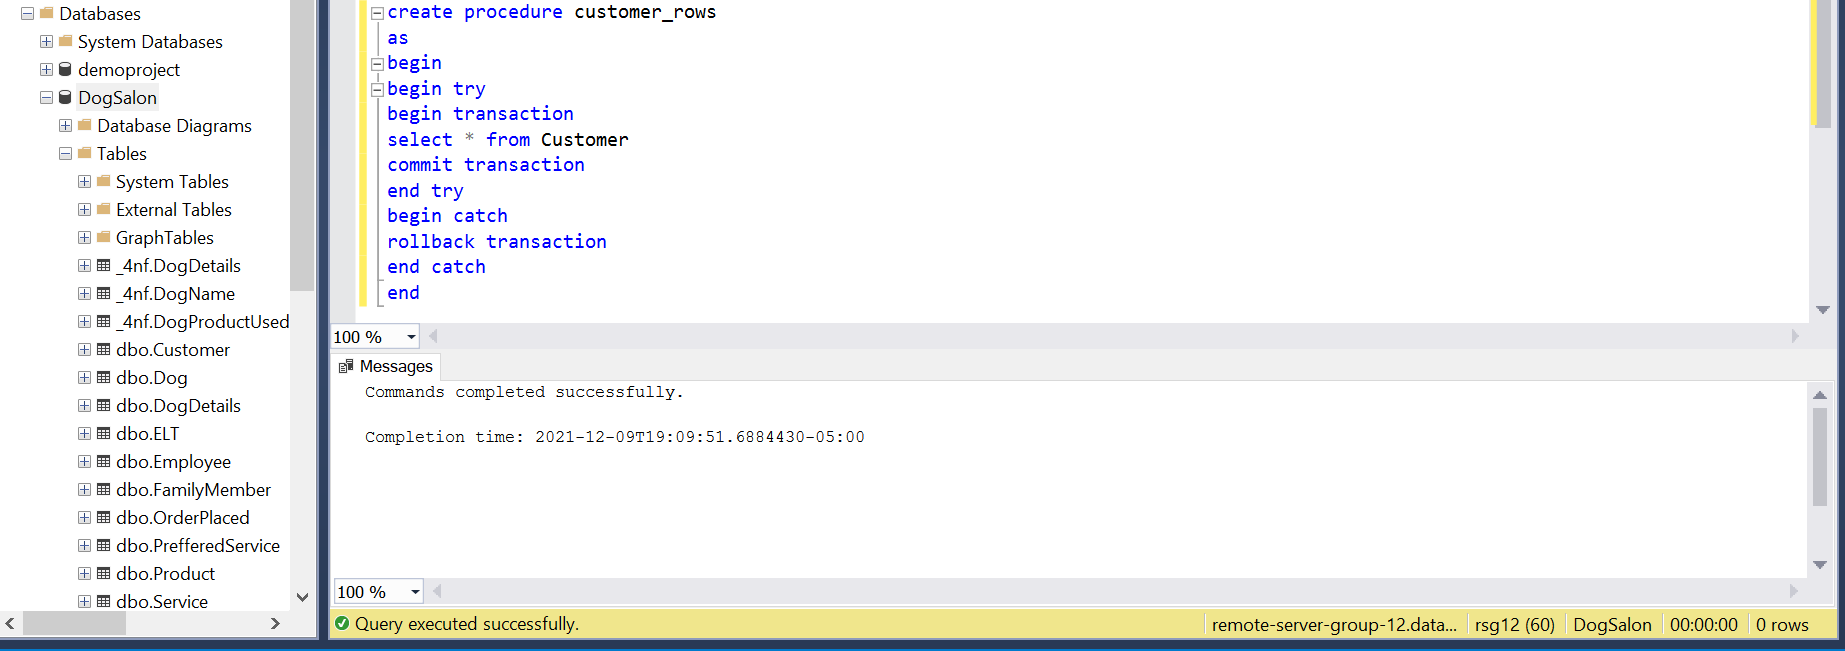 Databases
System Databases
demoproject
DogSalon
Database Diagrams
Tables
System Tables
External Tables
GraphTables
_4nf.DogDetails
_4nf.DogName
_4nf.DogProductUsed
dbo.Customer
dbo.Dog
dbo.DogDetails
dbo.ELT
dbo.Employee
dbo.FamilyMember
dbo.OrderPlaced
dbo.PrefferedService
dbo.Product
dbo.Service
create procedure customer_rows
as
begin
begin try
begin transaction
select * from Customer
commit transaction
end try
begin catch
rollback transaction
end catch
end
100 %
Messages
Commands completed successfully.
Completion time: 2021-12-09T19:09:51.6884430-05:00
100 %
Query executed successfully.
remote-server-group-12.data... rsg12 (60) DogSalon 00:00:00 0 rows